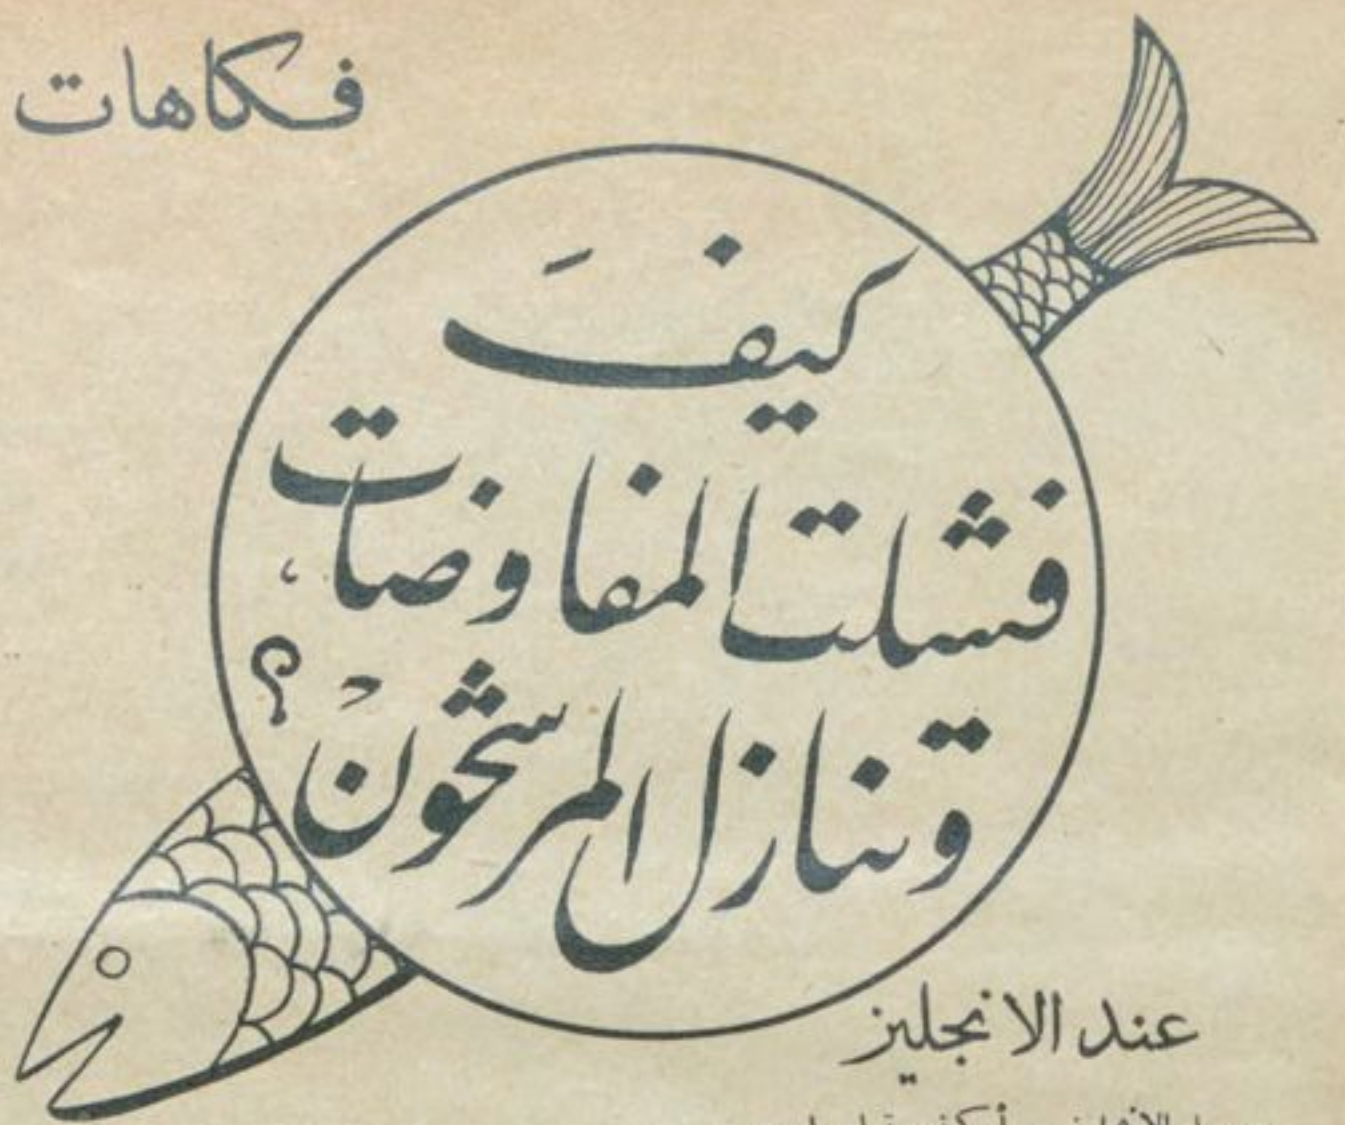 فكاهات
كيفَ
فشلت المفاوضات
وتنازل المرشحون؟
عند الانجليز